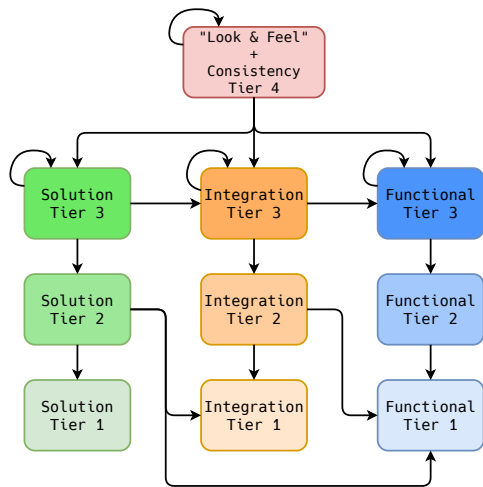 "Look & Feel"
+
Consistency
Tier 4
Solution
Tier 3
Integration
Tier 3
Functional
Tier 3
Solution
Tier 2
Integration
Tier 2
Functional
Tier 2
Solution
Tier 1
Integration
Tier 1
Functional
Tier 1